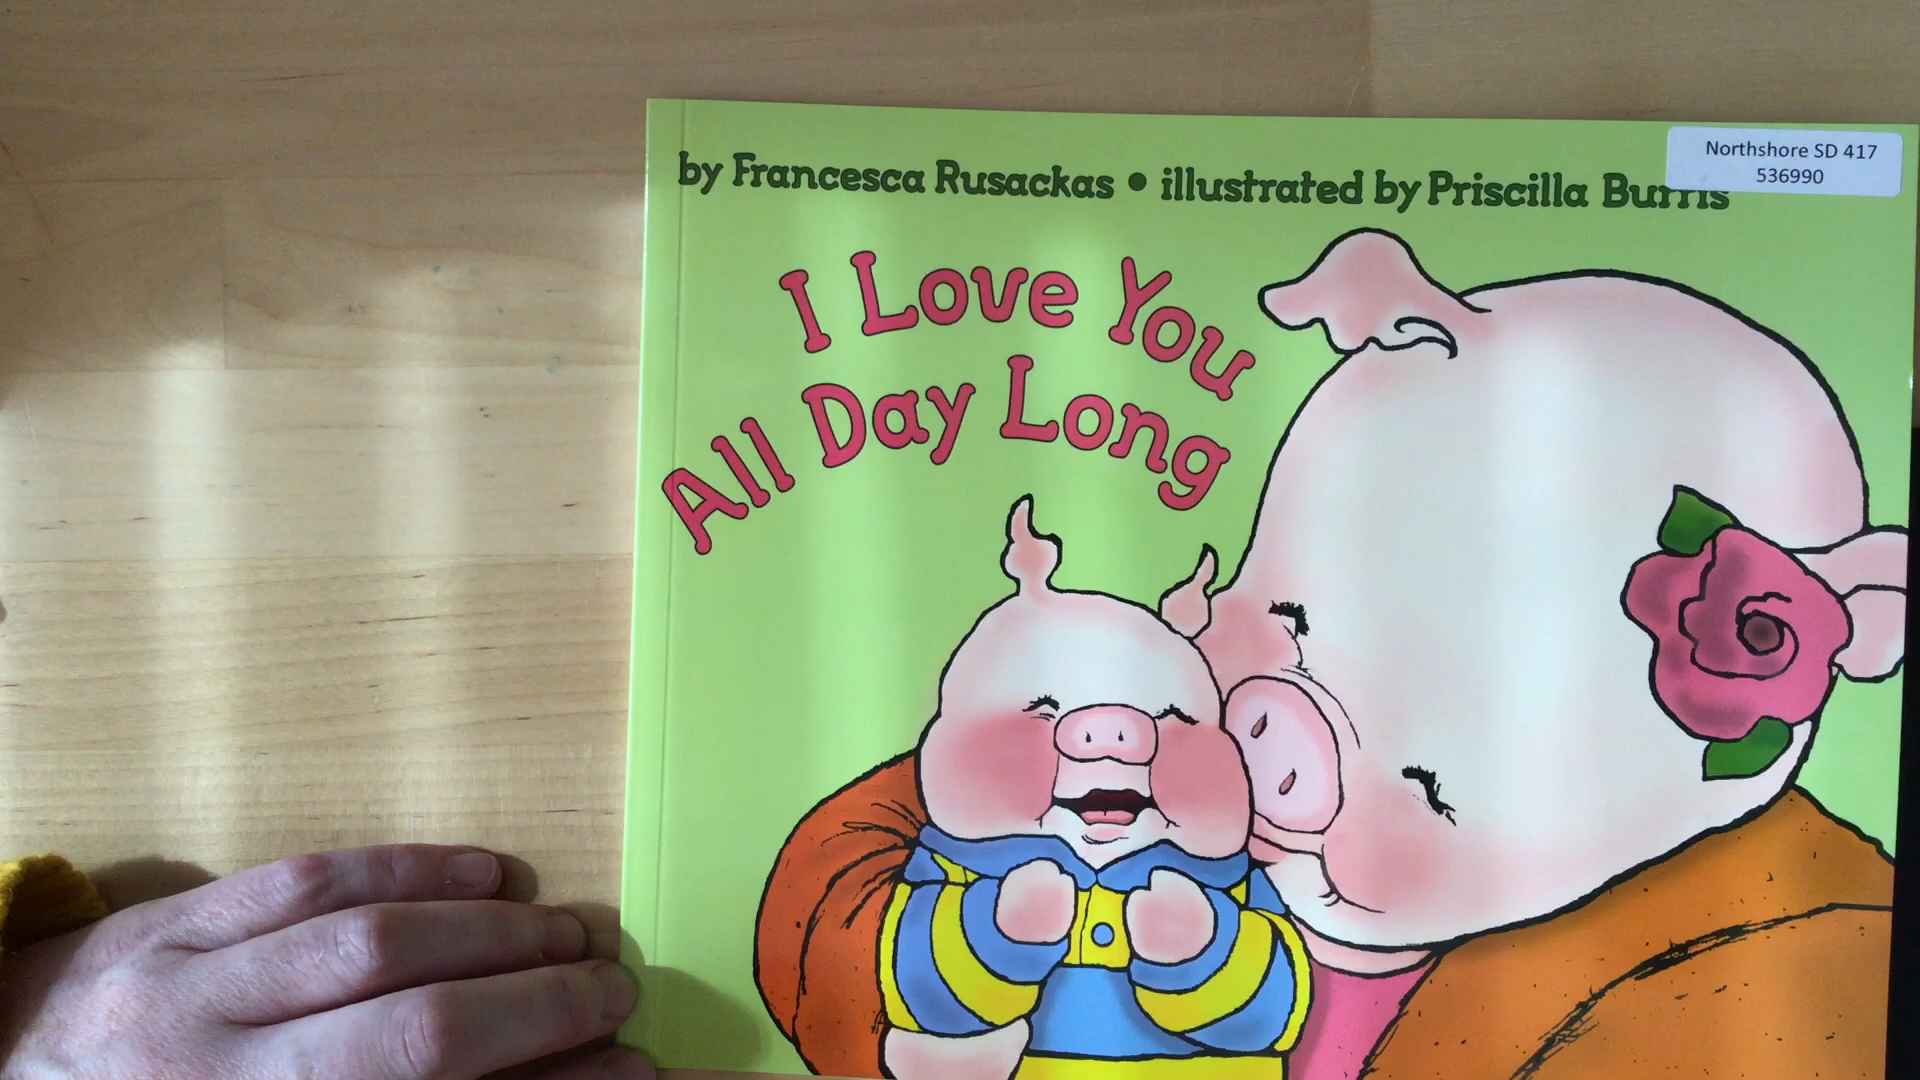 by Francesca Rusackas • illustrated by Priscilla Burris
Northshore SD 417
536990
I Love You
All Day Long